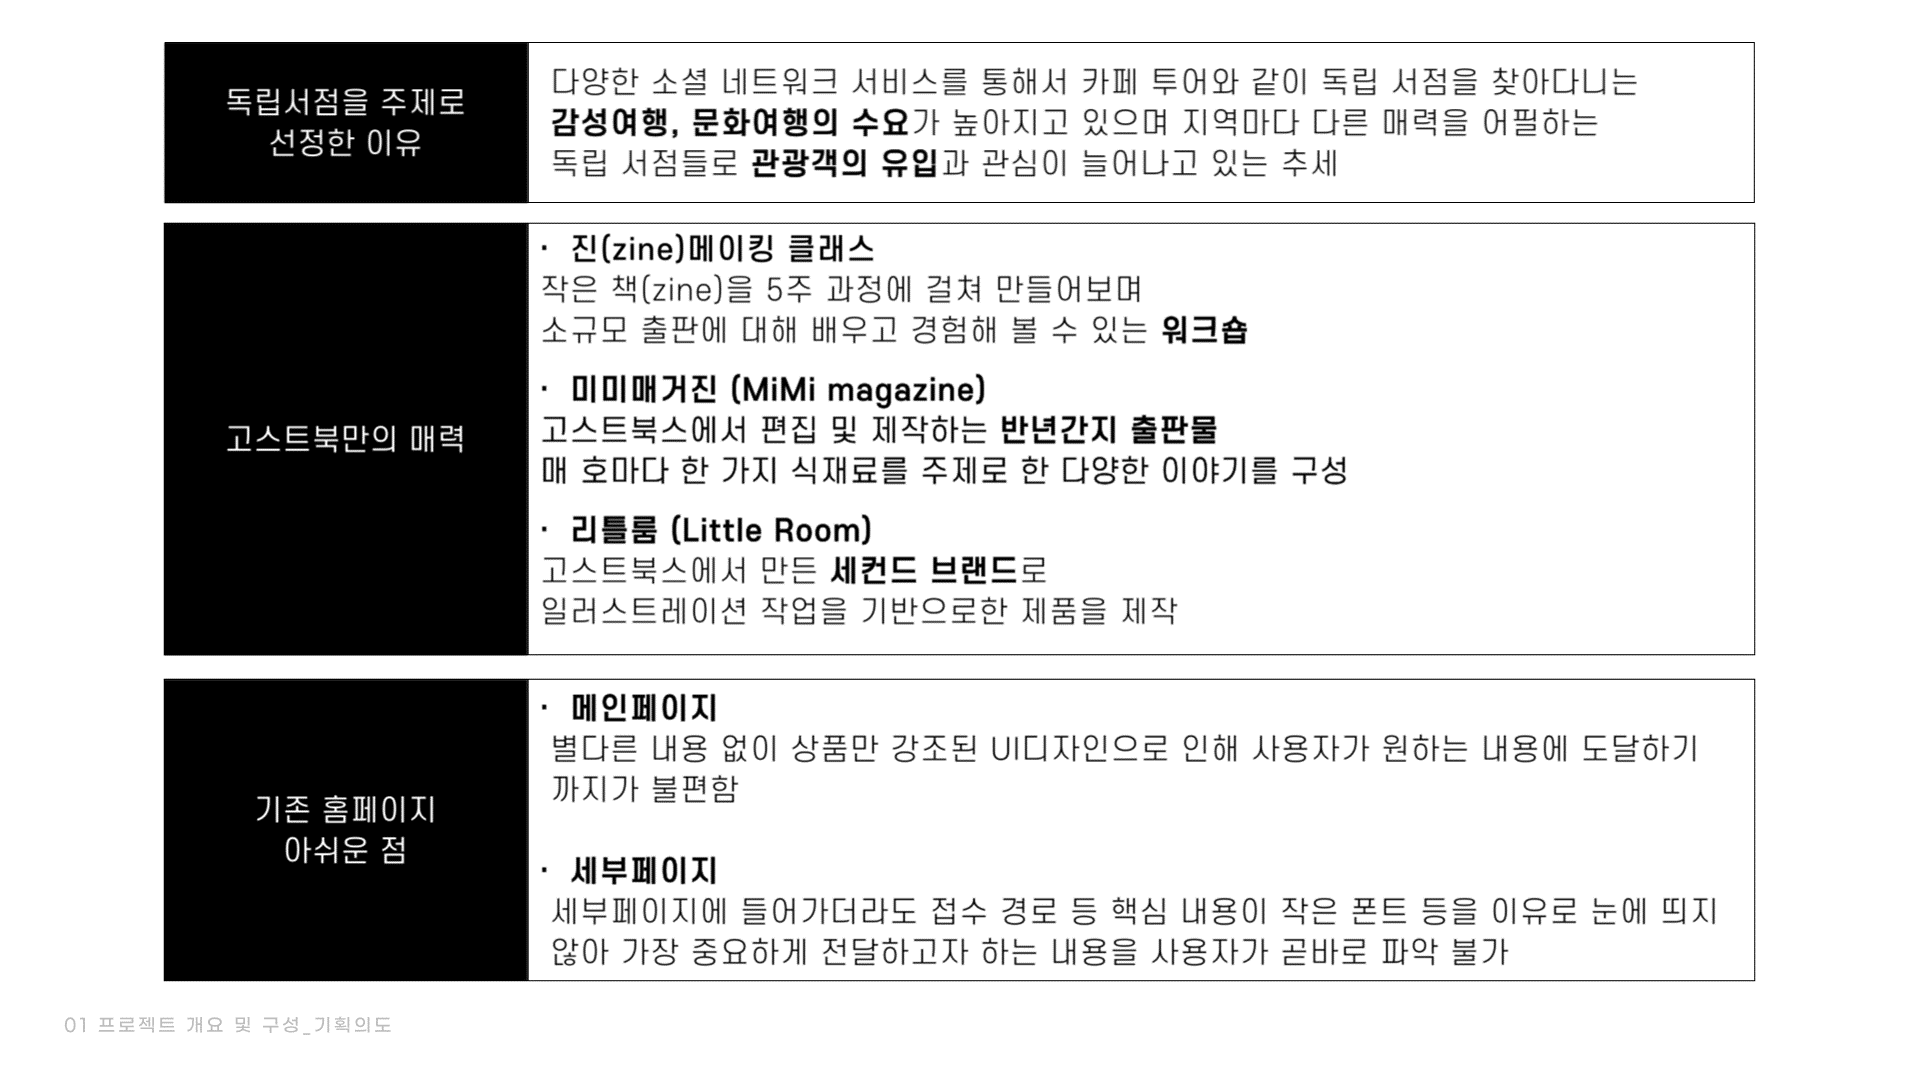 독립서점을 주제로
선정한 이유
다양한 소셜 네트워크 서비스를 통해서 카페 투어와 같이 독립 서점을 찾아다니는
감성여행, 문화여행의 수요가 높아지고 있으며 지역마다 다른 매력을 어필하는
독립 서점들로 관광객의 유입과 관심이 늘어나고 있는 추세
고스트북만의 매력
· 진(zine)메이킹 클래스
작은 책(zine)을 5주 과정에 걸쳐 만들어보며
소규모 출판에 대해 배우고 경험해 볼 수 있는 워크숍
· 미미매거진 (MiMi magazine)
고스트북스에서 편집 및 제작하는 반년간지 출판물
매 호마다 한 가지 식재료를 주제로 한 다양한 이야기를 구성
· 리틀룸 (Little Room)
고스트북스에서 만든 세컨드 브랜드로
일러스트레이션 작업을 기반으로한 제품을 제작
기존 홈페이지
아쉬운 점
· 메인페이지
별다른 내용 없이 상품만 강조된 UI디자인으로 인해 사용자가 원하는 내용에 도달하기
까지가 불편함
· 세부페이지
세부페이지에 들어가더라도 접수 경로 등 핵심 내용이 작은 폰트 등을 이유로 눈에 띄지
않아 가장 중요하게 전달하고자 하는 내용을 사용자가 곧바로 파악 불가
01 프로젝트 개요 및 구성_기획의도